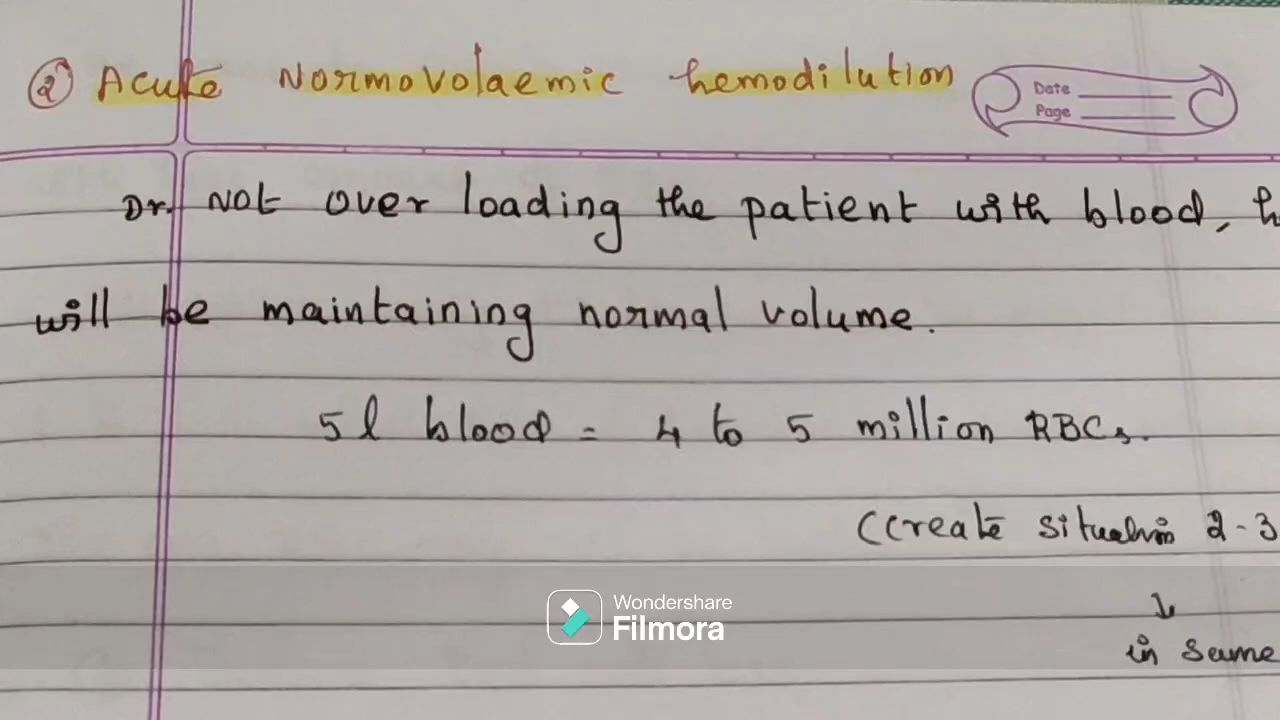 ② Acute Normovolaemic hemodilution
Date
Page
Dr. Not over loading the patient with blood, h
will be maintaining normal volume.
5 l blood = 4 to 5 million RBCs.
(Create situation 2-3
↓
in same
Wondershare
Filmora